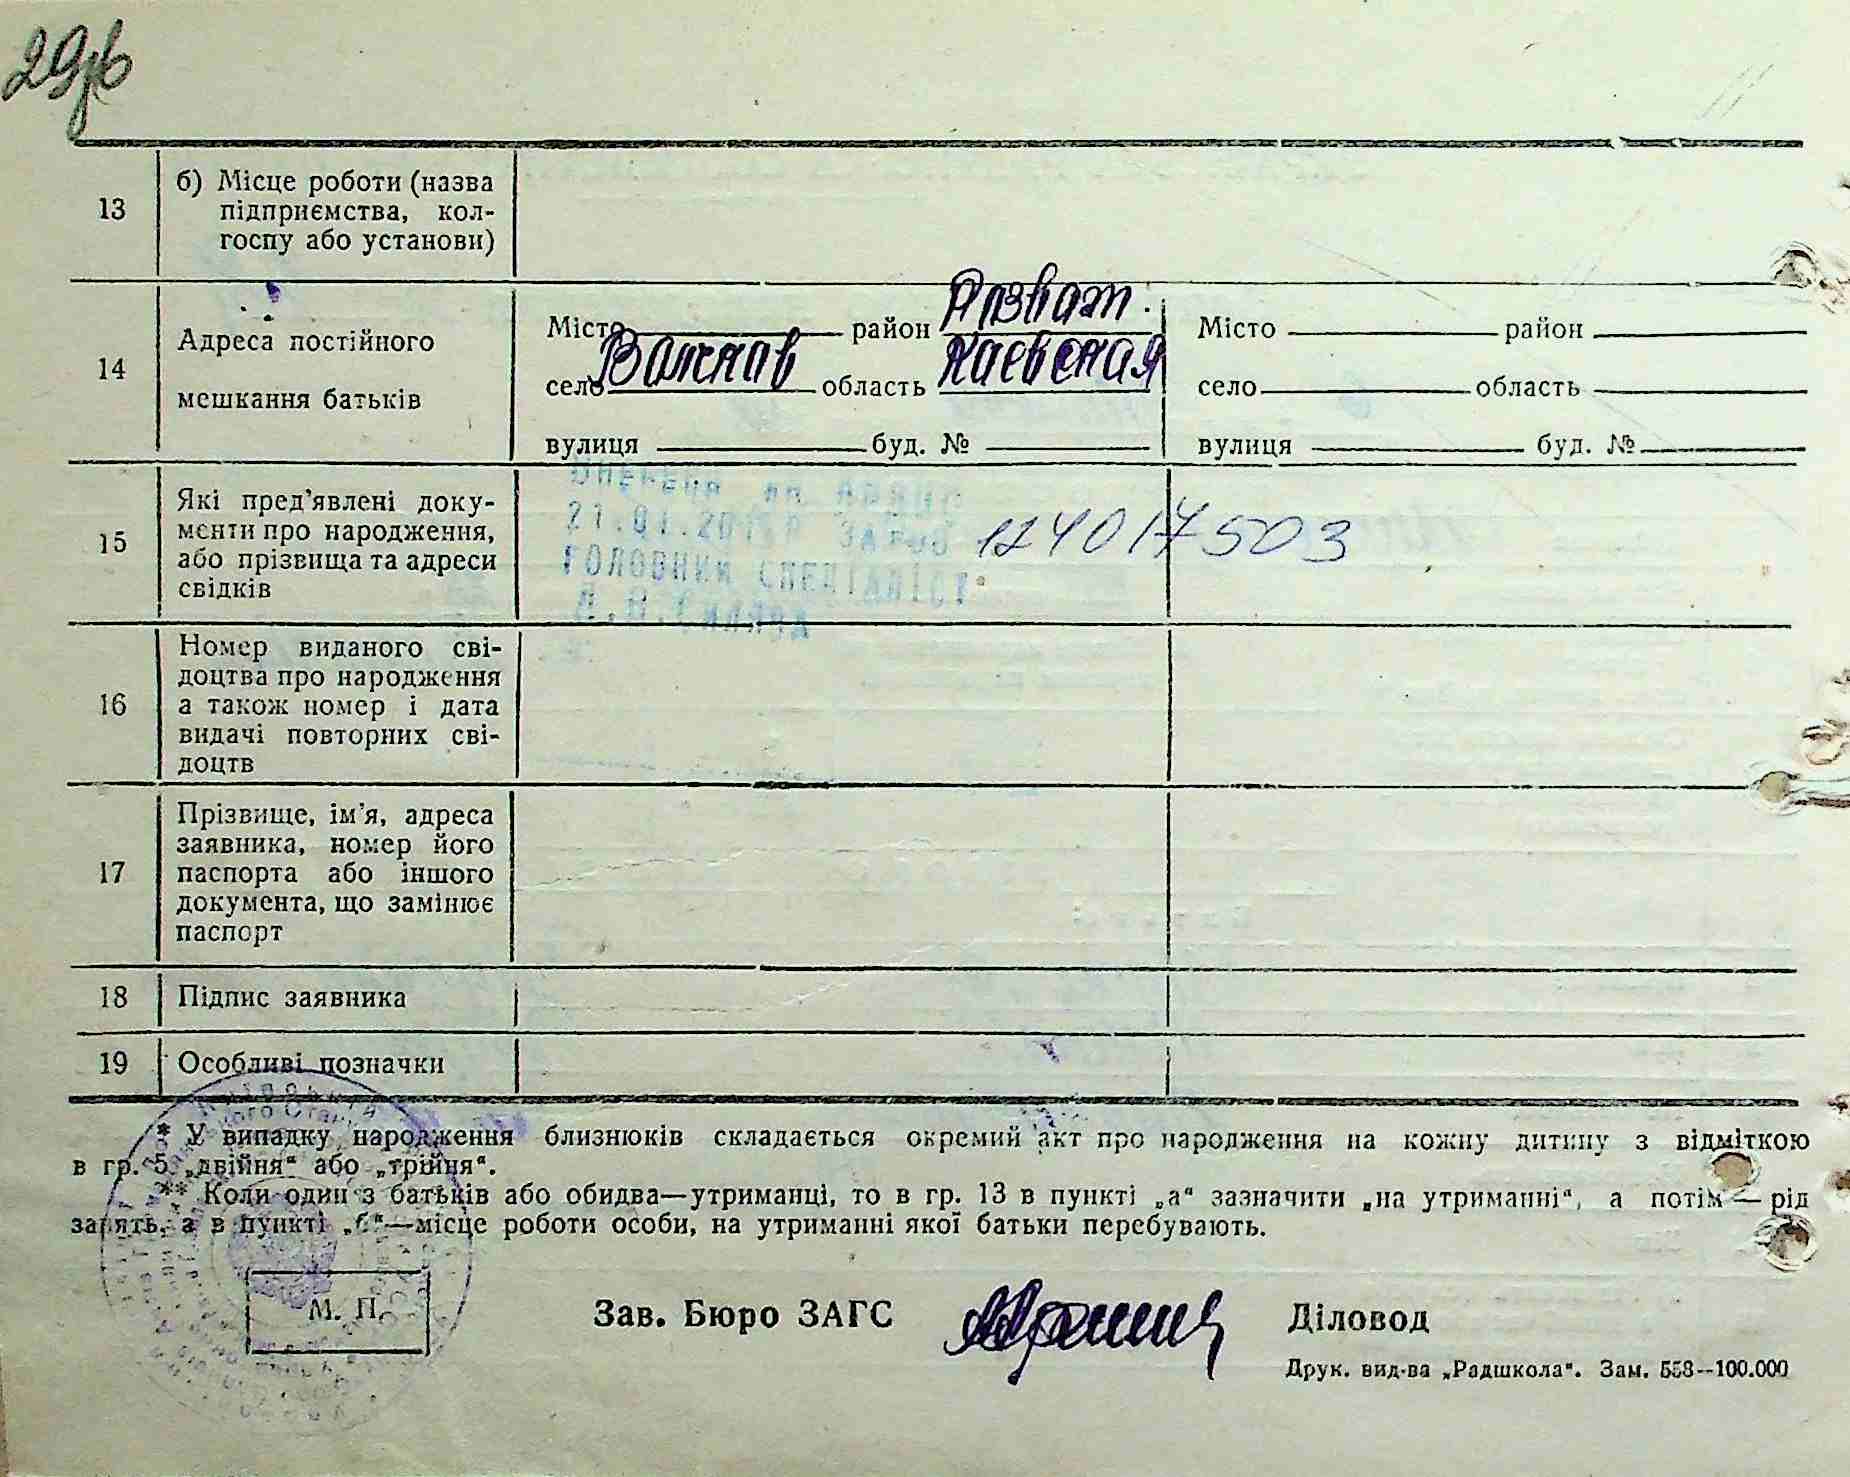 13
б) Місце роботи (назва
підприємства, кол-
госпу або установи)
14
Адреса постійного
мешкання батьків
Місто район Розваж.
село Важнав область Киевская
вулиця буд. №
Місто район
село область
вулиця буд. №
15
Які пред'явлені доку-
менти про народження,
або прізвища та адреси
свідків
ГОЛОВНИЙ СПЕЦІАЛІСТ
124017503
16
Номер виданого сві-
доцтва про народження
а також номер і дата
видачі повторних сві-
доцтв
17
Прізвище, ім'я, адреса
заявника, номер його
паспорта або іншого
документа, що замінює
паспорт
18
Підпис заявника
19
Особливі позначки
* У випадку народження близнюків складається окремий акт про народження на кожну дитину з відміткою
в гр. 5 „двійня“ або „трійня“.
** Коли один з батьків або обидва—утриманці, то в гр. 13 в пункті „а“ зазначити „на утриманні“, а потім — рід
занять, а в пункті „б“—місце роботи особи, на утриманні якої батьки перебувають.
М. П.
Зав. Бюро ЗАГС
Діловод
Друк. вид-ва „Радшкола“. Зам. 558—100.000